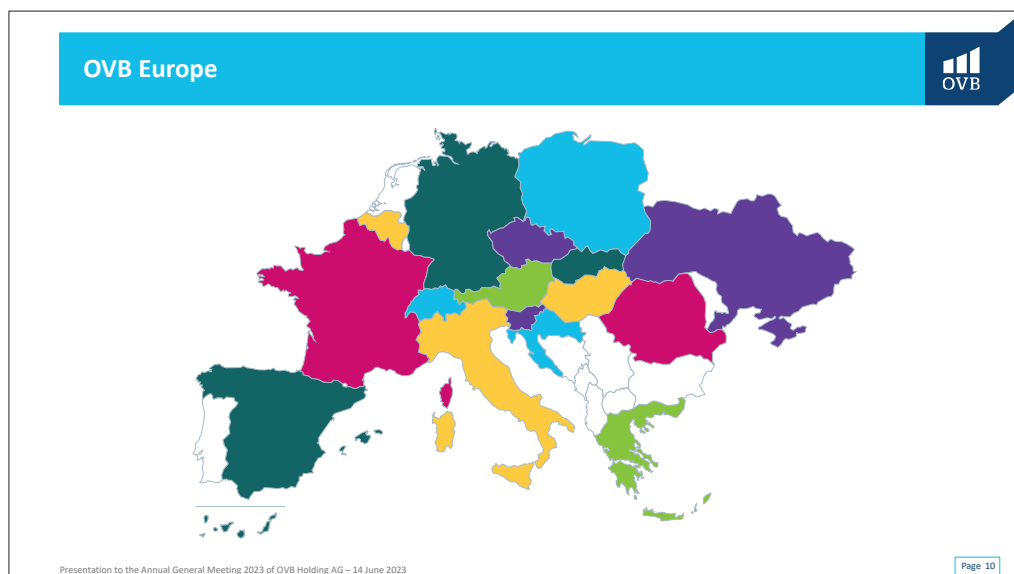 OVB Europe
OVB
Presentation to the Annual General Meeting 2023 of OVB Holding AG – 14 June 2023
Page 10